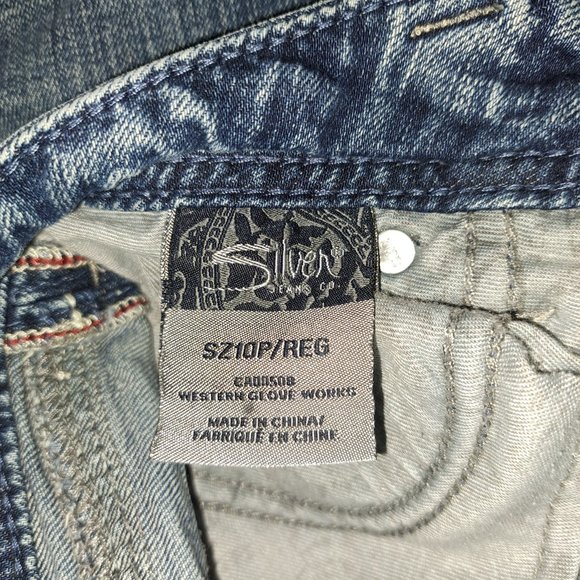 Silver
JEANS CO
SZ10P/REG
CA00508
WESTERN GLOVE WORKS
MADE IN CHINA/
FABRIQUÉ EN CHINE